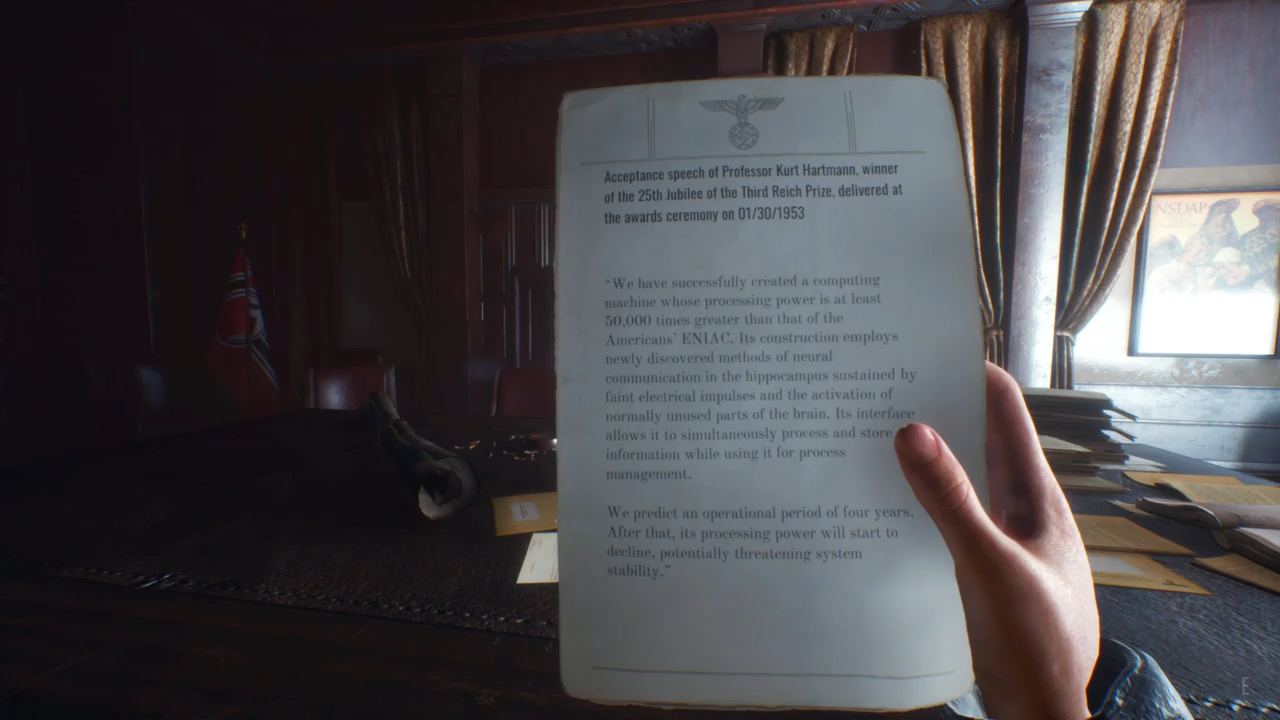 Acceptance speech of Professor Kurt Hartmann, winner
of the 25th Jubilee of the Third Reich Prize, delivered at
the awards ceremony on 01/30/1953
“We have successfully created a computing
machine whose processing power is at least
50,000 times greater than that of the
Americans’ ENIAC. Its construction employs
newly discovered methods of neural
communication in the hippocampus sustained by
faint electrical impulses and the activation of
normally unused parts of the brain. Its interface
allows it to simultaneously process and store
information while using it for process
management.
We predict an operational period of four years.
After that, its processing power will start to
decline, potentially threatening system
stability.”
NSDAP
E